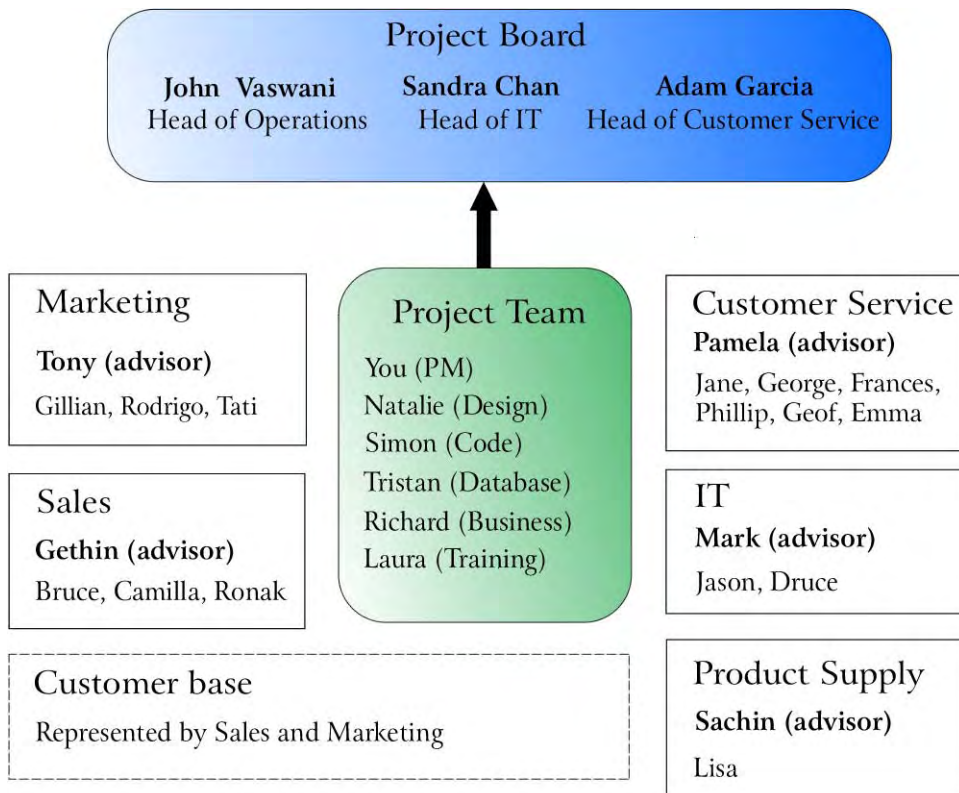 Project Board
John Vaswani
Head of Operations
Sandra Chan
Head of IT
Adam Garcia
Head of Customer Service
Marketing
Tony (advisor)
Gillian, Rodrigo, Tati
Sales
Gethin (advisor)
Bruce, Camilla, Ronak
Project Team
You (PM)
Natalie (Design)
Simon (Code)
Tristan (Database)
Richard (Business)
Laura (Training)
Customer Service
Pamela (advisor)
Jane, George, Frances,
Phillip, Geof, Emma
IT
Mark (advisor)
Jason, Druce
Customer base
Represented by Sales and Marketing
Product Supply
Sachin (advisor)
Lisa